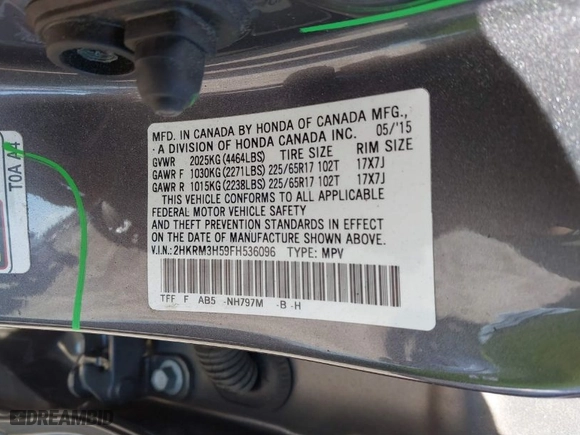 MFD. IN CANADA BY HONDA OF CANADA MFG.,
A DIVISION OF HONDA CANADA INC. 05/'15
GVWR 2025KG (4464LBS) TIRE SIZE RIM SIZE
GAWR F 1030KG (2271LBS) 225/65R17 102T 17X7J
GAWR R 1015KG (2238LBS) 225/65R17 102T 17X7J
THIS VEHICLE CONFORMS TO ALL APPLICABLE
FEDERAL MOTOR VEHICLE SAFETY
AND THEFT PREVENTION STANDARDS IN EFFECT
ON THE DATE OF MANUFACTURE SHOWN ABOVE.
V.I.N.: 2HKRM3H59FH536096 TYPE: MPV
TFF F AB5 -NH797M -B -H
T0A A4
DREAMBID